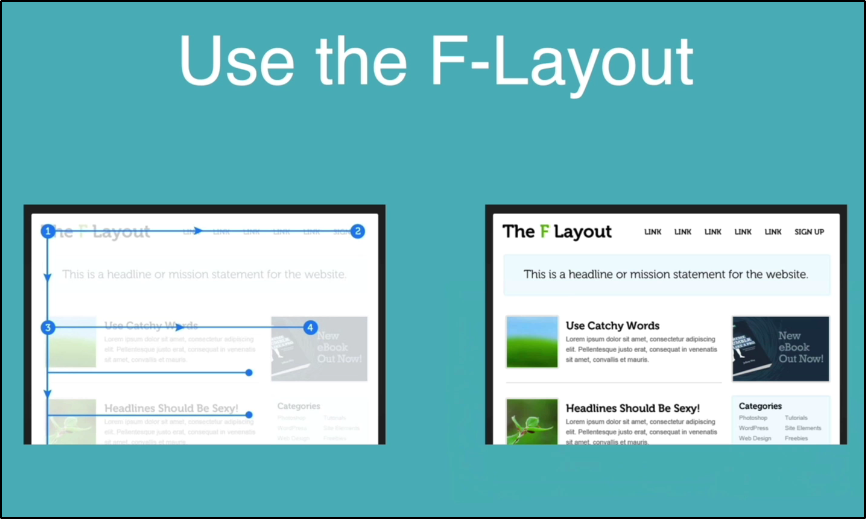 Use the F-Layout
1
The F Layout
LINK LINK LINK LINK LINK SIGN
2
This is a headline or mission statement for the website.
3
Use Catchy Words
4
Lorem ipsum dolor sit amet, consectetur adipiscing
elit. Pellentesque justo erat, consequat in venenatis
sit amet, convallis et mauris.
New
eBook
Out Now!
Headlines Should Be Sexy!
Lorem ipsum dolor sit amet, consectetur adipiscing
elit. Pellentesque justo erat, consequat in venenatis
sit amet, convallis et mauris.
Categories
Photoshop Tutorials
WordPress Site Elements
Web Design Freebies
The F Layout
LINK LINK LINK LINK LINK SIGN UP
This is a headline or mission statement for the website.
Use Catchy Words
Lorem ipsum dolor sit amet, consectetur adipiscing
elit. Pellentesque justo erat, consequat in venenatis
sit amet, convallis et mauris.
New
eBook
Out Now!
Headlines Should Be Sexy!
Lorem ipsum dolor sit amet, consectetur adipiscing
elit. Pellentesque justo erat, consequat in venenatis
sit amet, convallis et mauris.
Categories
Photoshop Tutorials
WordPress Site Elements
Web Design Freebies